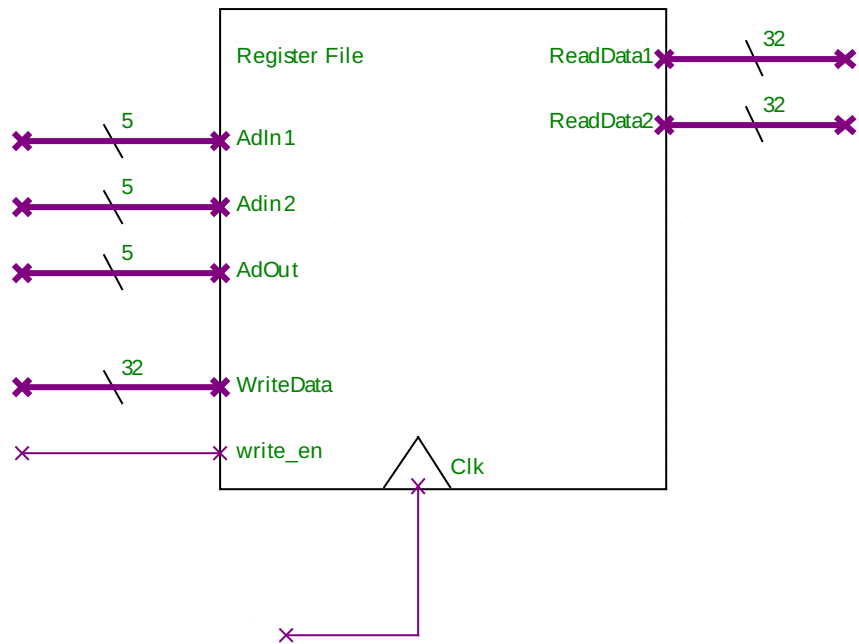 Register File
ReadData1
32
ReadData2
32
5
AdIn1
5
Adin2
5
AdOut
32
WriteData
write_en
Clk